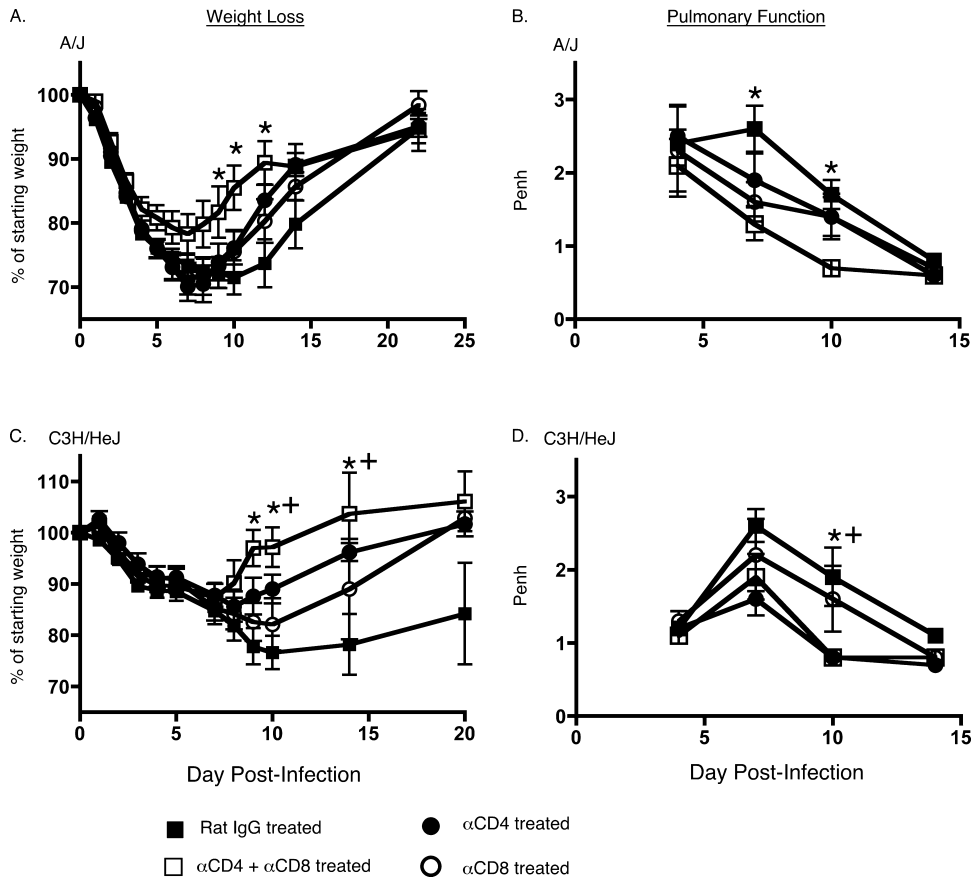 A.
Weight Loss
A/J
% of starting weight
100
90
80
70
* * *
0 5 10 15 20 25
B.
Pulmonary Function
A/J
Penh
3
2
1
0
* *
0 5 10 15
C.
C3H/HeJ
% of starting weight
110
100
90
80
70
* *+ *+
0 5 10 15 20
Day Post-Infection
D.
C3H/HeJ
Penh
3
2
1
0
*+
0 5 10 15
Day Post-Infection
Rat IgG treated
αCD4 treated
αCD4 + αCD8 treated
αCD8 treated